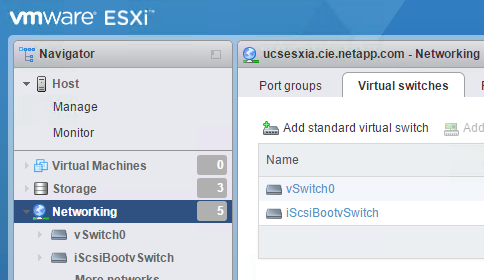 vmware ESXi™
Navigator
Host
Manage
Monitor
Virtual Machines 0
Storage 3
Networking 5
vSwitch0
iScsiBootvSwitch
More networks
ucsesxia.cie.netapp.com - Networking
Port groups Virtual switches
Add standard virtual switch Add
Name
vSwitch0
iScsiBootvSwitch